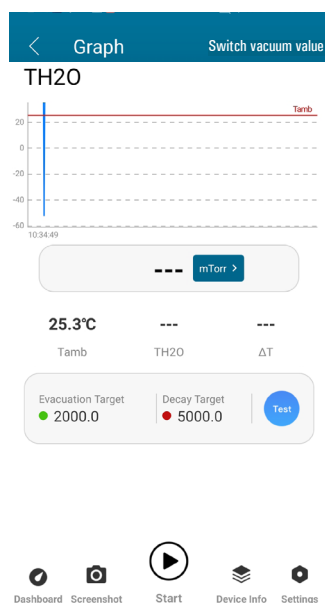 Graph
Switch vacuum value
TH2O
Tamb
20
0
-20
-40
-60
10:34:49
--- mTorr >
25.3℃ --- ---
Tamb TH2O ΔT
Evacuation Target Decay Target
2000.0 5000.0
Test
Dashboard Screenshot Start Device Info Settings